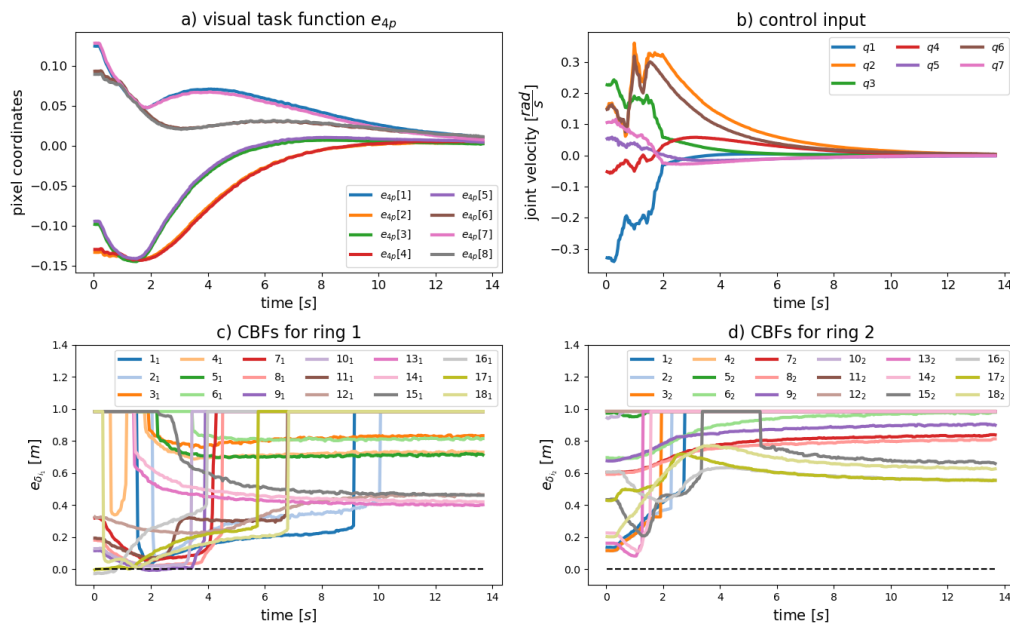 a) visual task function e4p
pixel coordinates
0.10
0.05
0.00
−0.05
−0.10
−0.15
e4p[1] e4p[5]
e4p[2] e4p[6]
e4p[3] e4p[7]
e4p[4] e4p[8]
0 2 4 6 8 10 12 14
time [s]
b) control input
joint velocity [rad/s]
0.3
0.2
0.1
0.0
−0.1
−0.2
−0.3
q1 q4 q6
q2 q5 q7
q3
0 2 4 6 8 10 12 14
time [s]
c) CBFs for ring 1
1.4
1.2
1.0
0.8
0.6
0.4
0.2
0.0
1₁ 4₁ 7₁ 10₁ 13₁ 16₁
2₁ 5₁ 8₁ 11₁ 14₁ 17₁
3₁ 6₁ 9₁ 12₁ 15₁ 18₁
0 2 4 6 8 10 12 14
time [s]
d) CBFs for ring 2
1.4
1.2
1.0
0.8
0.6
0.4
0.2
0.0
1₂ 4₂ 7₂ 10₂ 13₂ 16₂
2₂ 5₂ 8₂ 11₂ 14₂ 17₂
3₂ 6₂ 9₂ 12₂ 15₂ 18₂
0 2 4 6 8 10 12 14
time [s]